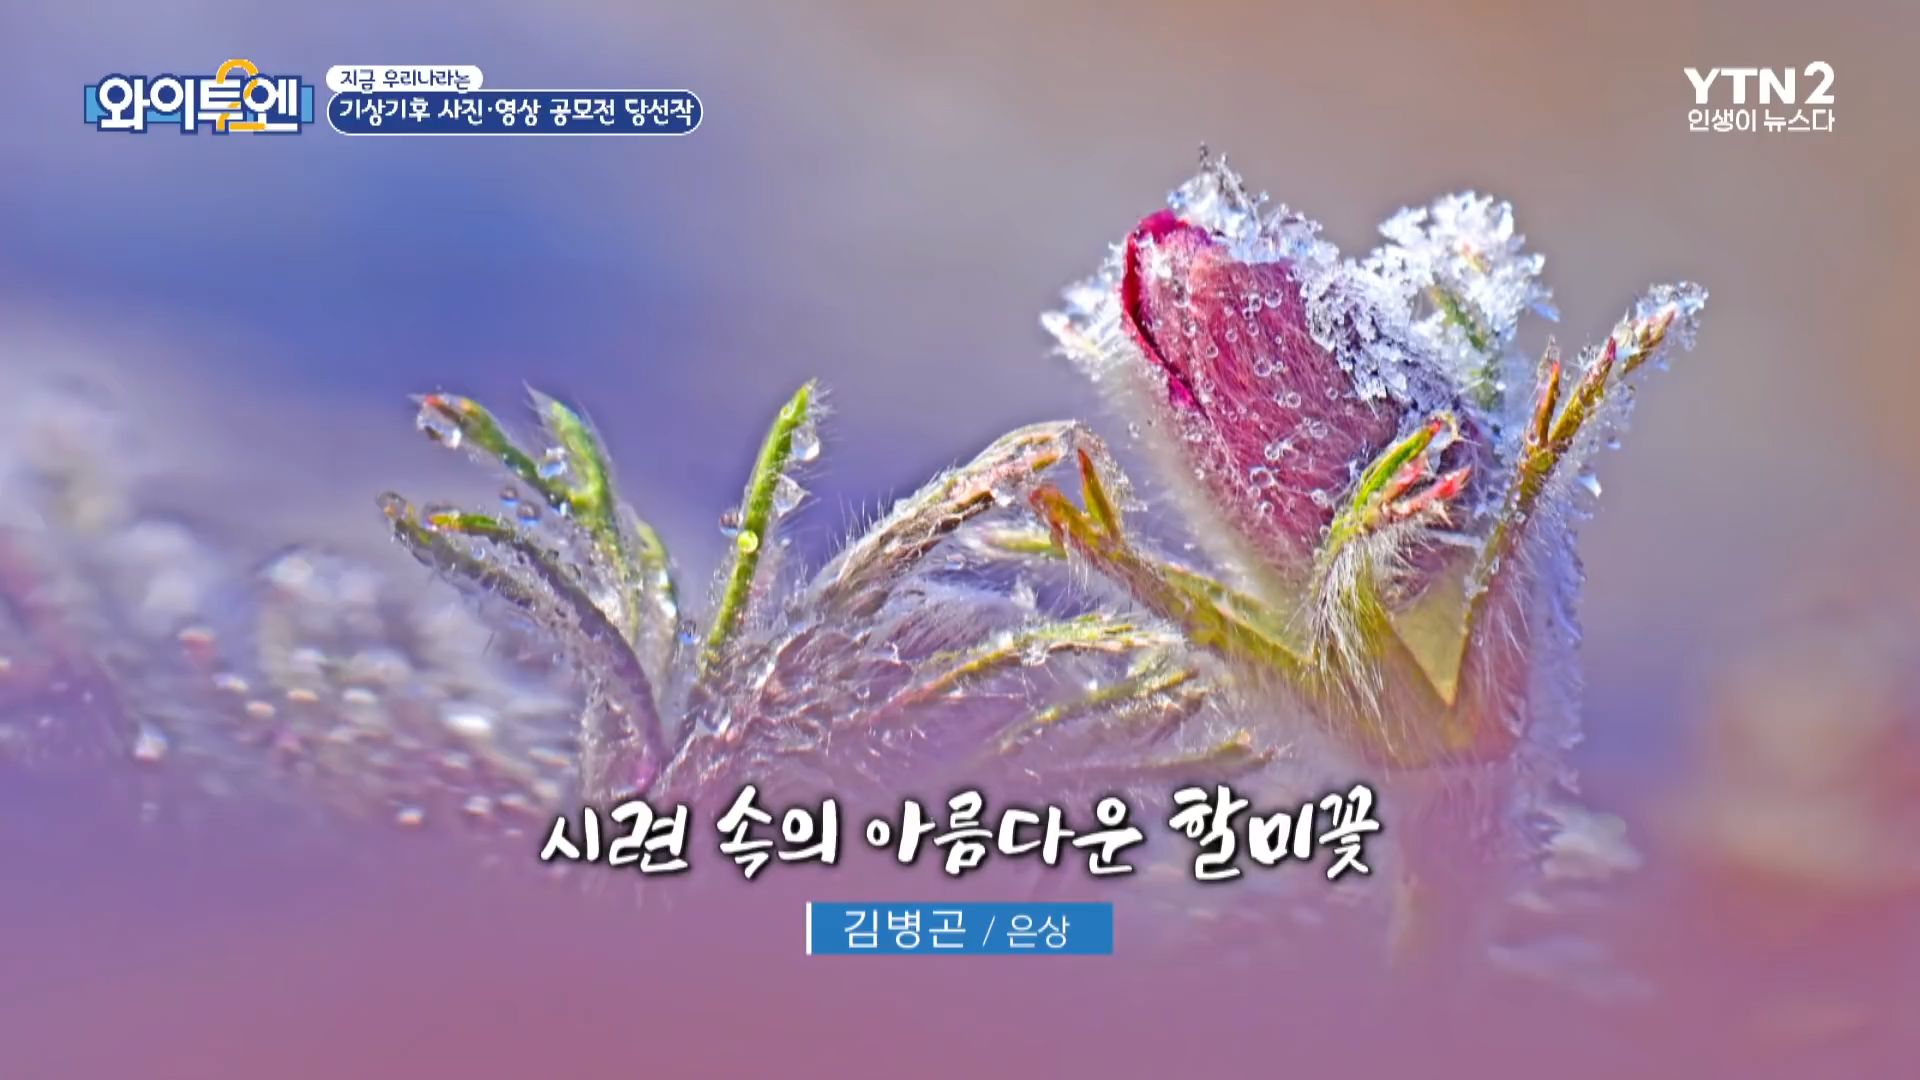 와이투엔
지금 우리나라는
기상기후 사진·영상 공모전 당선작
YTN2
인생이 뉴스다
시련 속의 아름다운 할미꽃
김병곤 / 은상